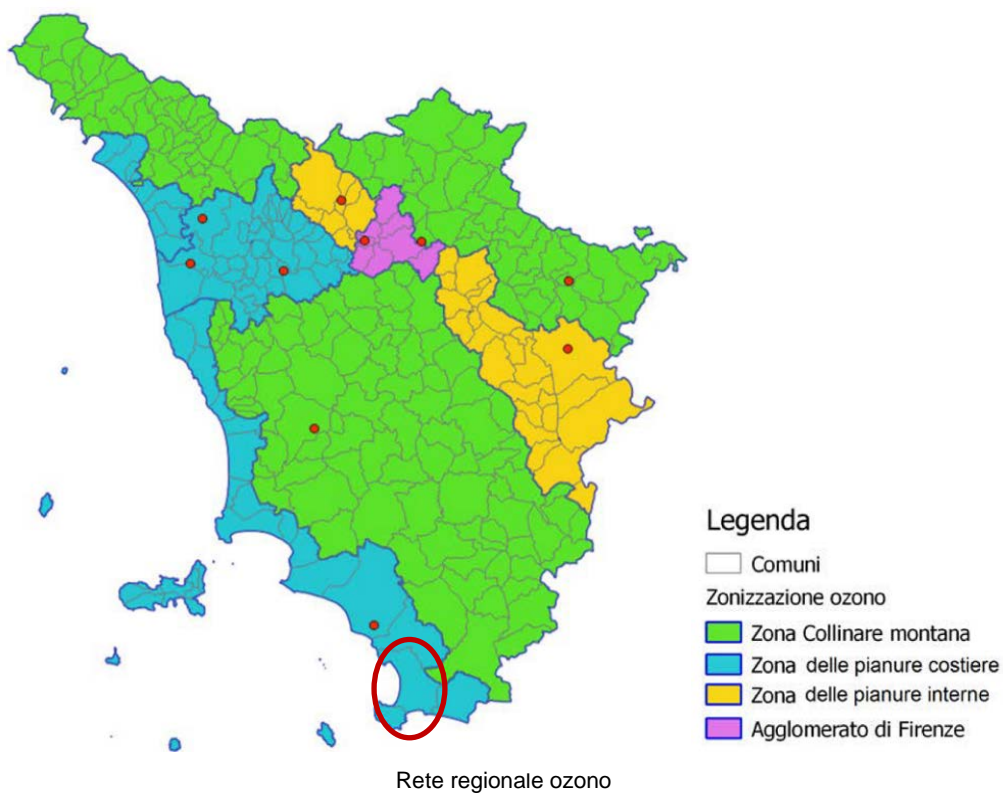 Legenda
Comuni
Zonizzazione ozono
Zona Collinare montana
Zona delle pianure costiere
Zona delle pianure interne
Agglomerato di Firenze
Rete regionale ozono